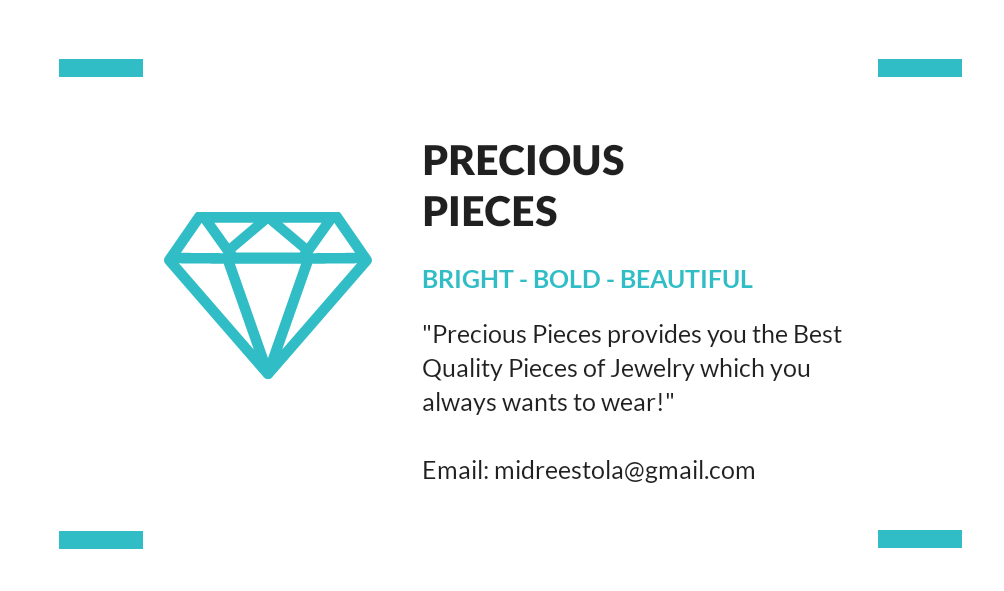 PRECIOUS
PIECES
BRIGHT - BOLD - BEAUTIFUL
"Precious Pieces provides you the Best
Quality Pieces of Jewelry which you
always wants to wear!"
Email: midreestola@gmail.com